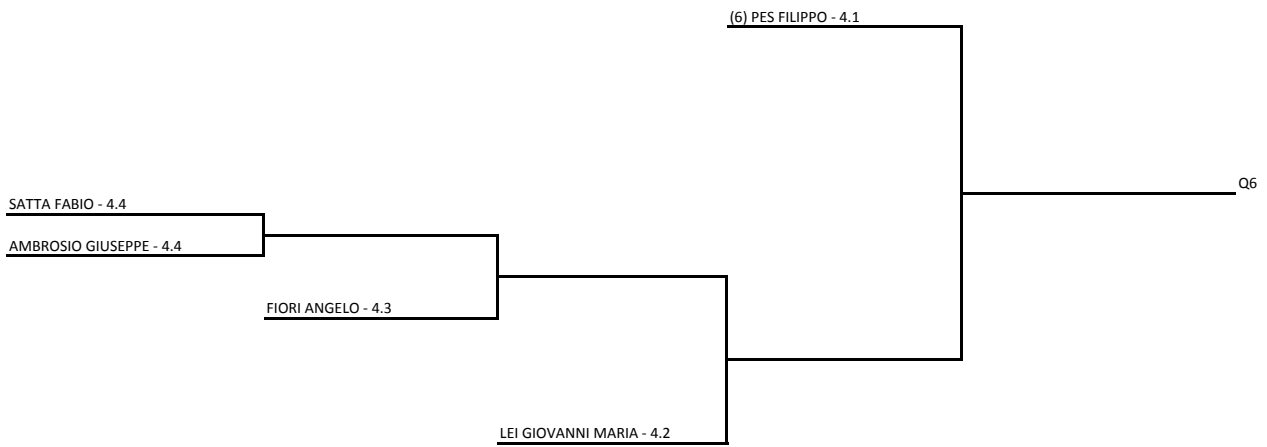 (6) PES FILIPPO - 4.1
Q6
SATTA FABIO - 4.4
AMBROSIO GIUSEPPE - 4.4
FIORI ANGELO - 4.3
LEI GIOVANNI MARIA - 4.2